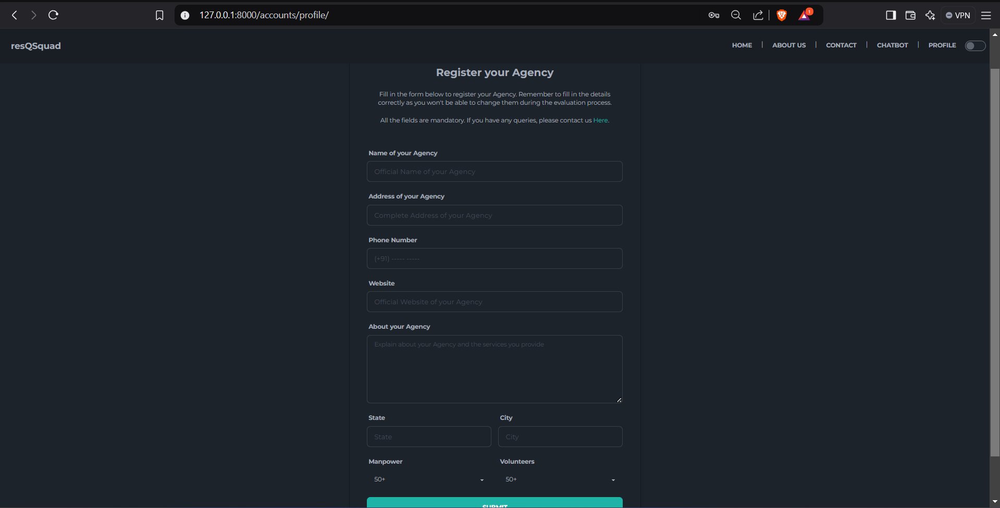 127.0.0.1:8000/accounts/profile/
1
VPN
resQSquad
HOME | ABOUT US | CONTACT | CHATBOT | PROFILE
Register your Agency
Fill in the form below to register your Agency. Remember to fill in the details
correctly as you won't be able to change them during the evaluation process.
All the fields are mandatory. If you have any queries, please contact us Here.
Name of your Agency
Official Name of your Agency
Address of your Agency
Complete Address of your Agency
Phone Number
(+91) ----- -----
Website
Official Website of your Agency
About your Agency
Explain about your Agency and the services you provide
State City
State City
Manpower Volunteers
50+ 50+
SUBMIT